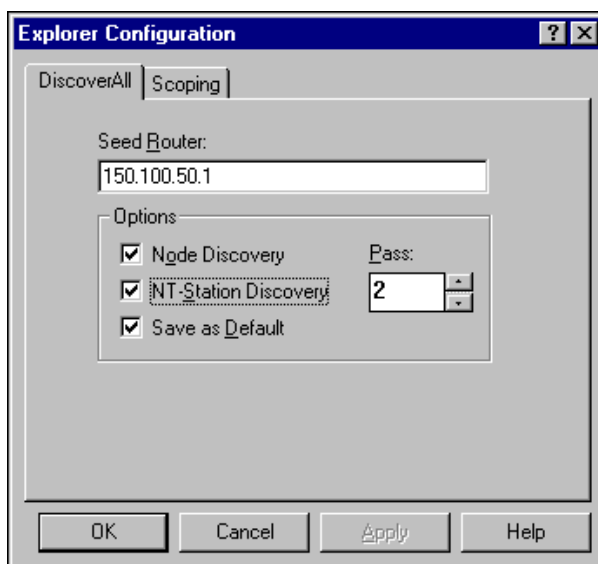 Explorer Configuration
DiscoverAll Scoping
Seed Router:
150.100.50.1
Options
Node Discovery Pass:
NT-Station Discovery 2
Save as Default
OK Cancel Apply Help